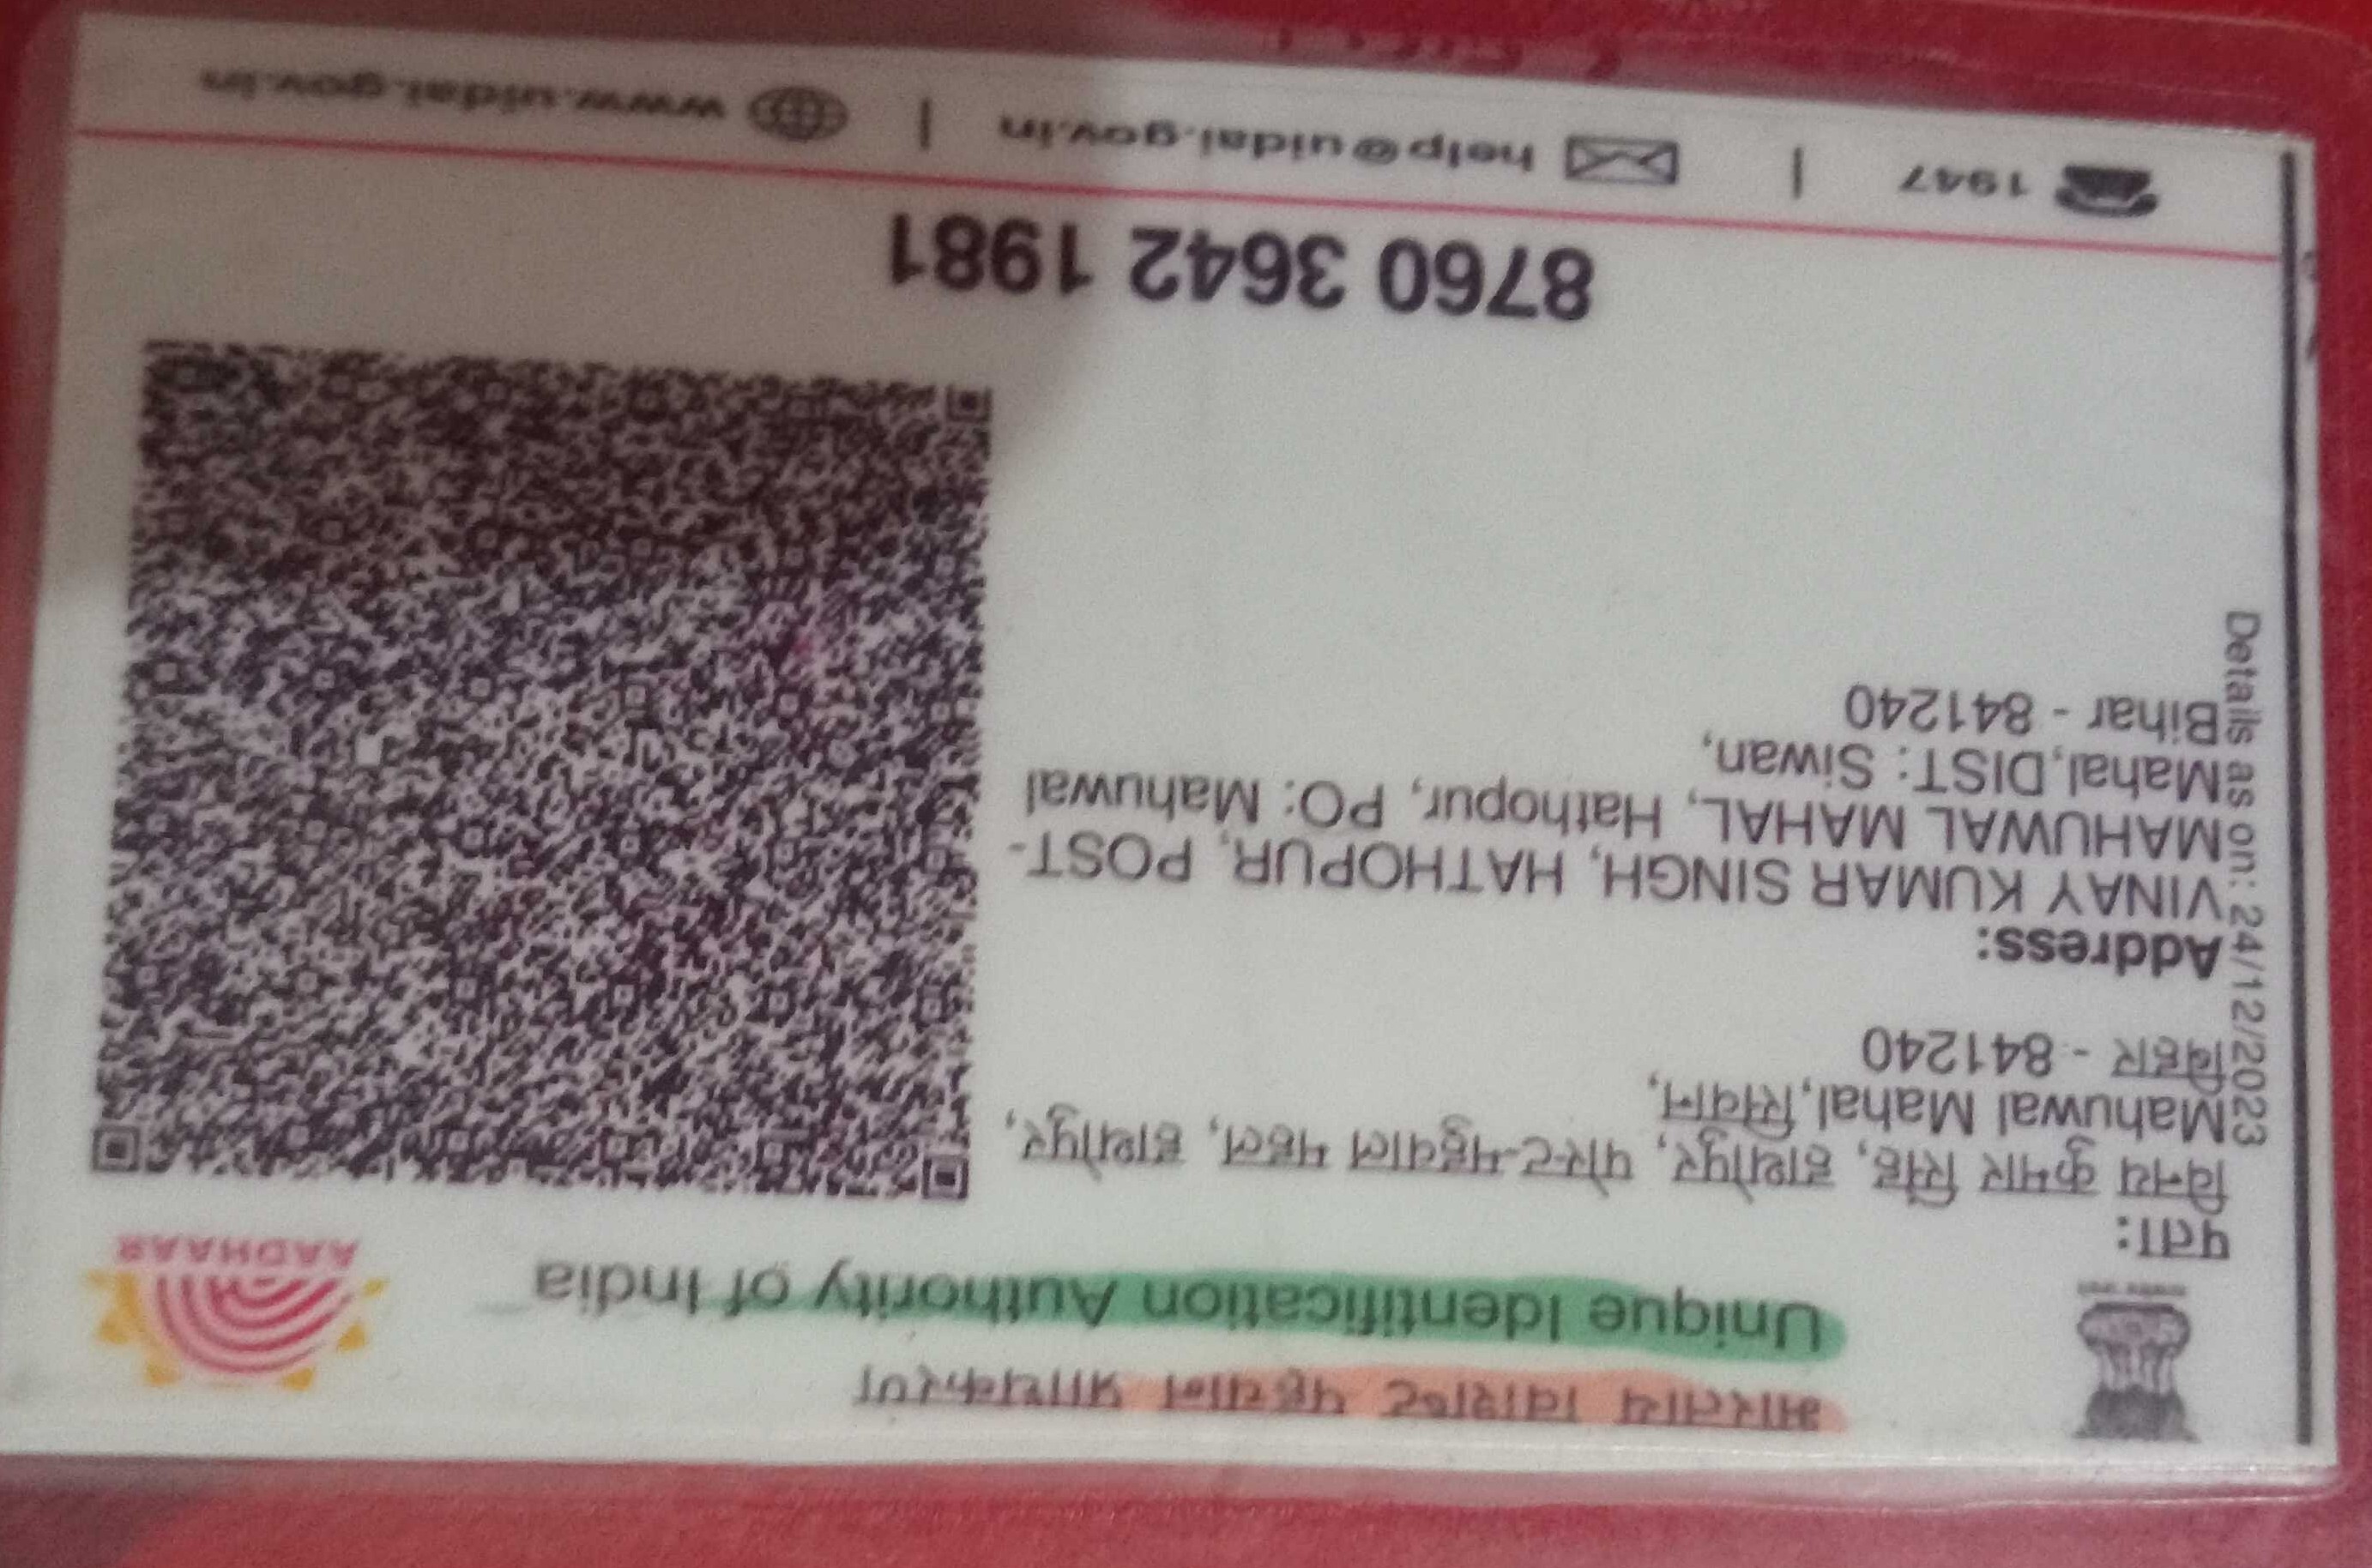 भारतीय विशिष्ट पहचान प्राधिकरण
Unique Identification Authority of India
AADHAAR
पता:
विनय कुमार सिंह, हाथोपुर, पोस्ट-महुवाल महल, हाथोपुर,
Mahuwal Mahal, सिवान,
बिहार - 841240
Address:
VINAY KUMAR SINGH, HATHOPUR, POST-
MAHUWAL MAHAL, Hathopur, PO: Mahuwal
Mahal,DIST: Siwan,
Bihar - 841240
Details as on: 24/12/2023
8760 3642 1981
1947 | help@uidai.gov.in | www.uidai.gov.in